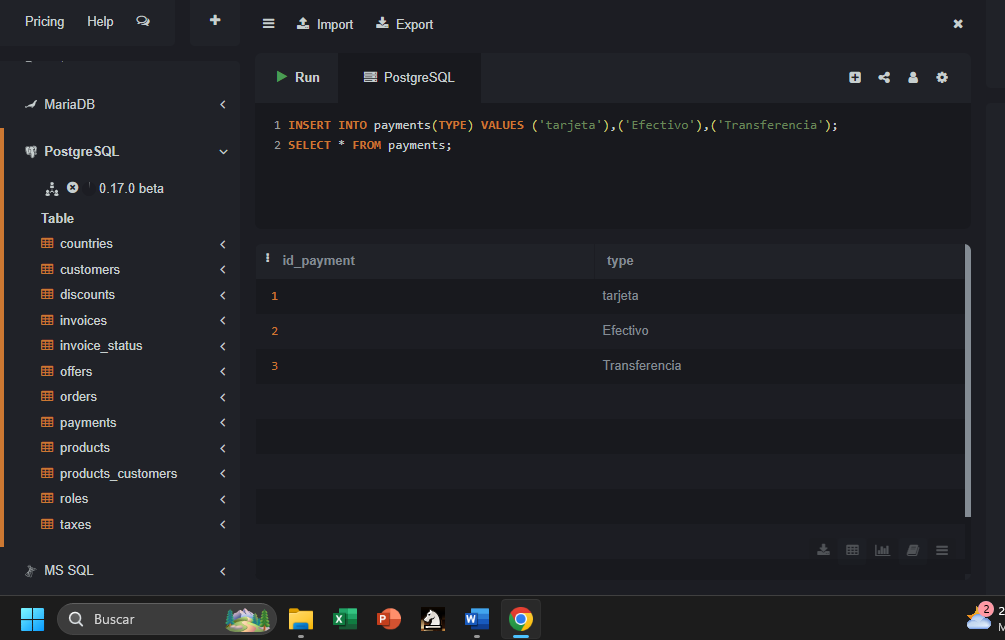 Pricing Help
Import Export
MariaDB
PostgreSQL
0.17.0 beta
Table
countries
customers
discounts
invoices
invoice_status
offers
orders
payments
products
products_customers
roles
taxes
MS SQL
Run PostgreSQL
1 INSERT INTO payments(TYPE) VALUES ('tarjeta'),('Efectivo'),('Transferencia');
2 SELECT * FROM payments;
id_payment type
1 tarjeta
2 Efectivo
3 Transferencia
Buscar
2